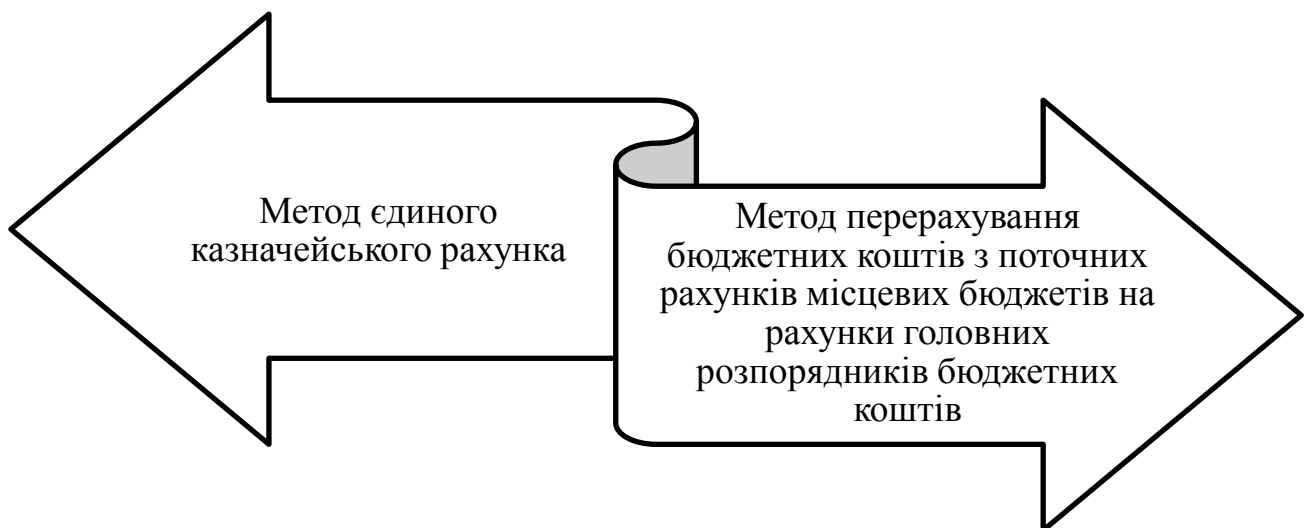 Метод єдиного
казначейського рахунка
Метод перерахування
бюджетних коштів з поточних
рахунків місцевих бюджетів на
рахунки головних
розпорядників бюджетних
коштів